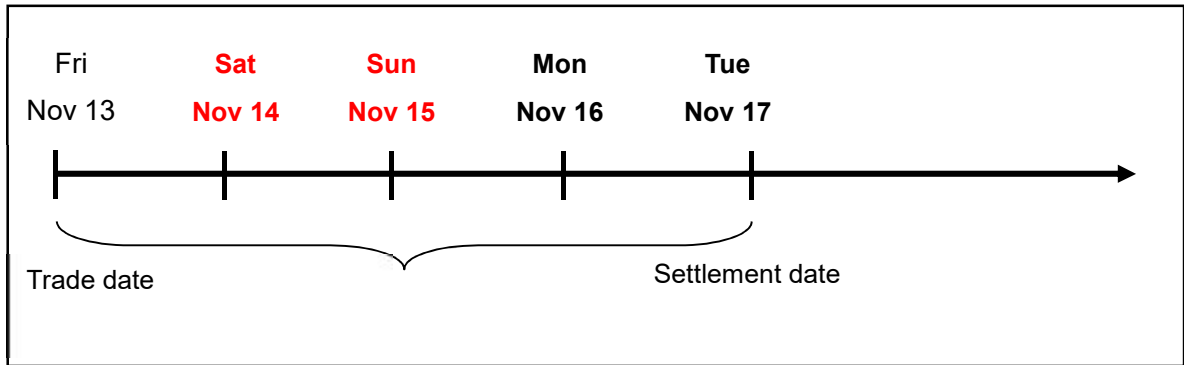 Fri Sat Sun Mon Tue
Nov 13 Nov 14 Nov 15 Nov 16 Nov 17
Trade date Settlement date